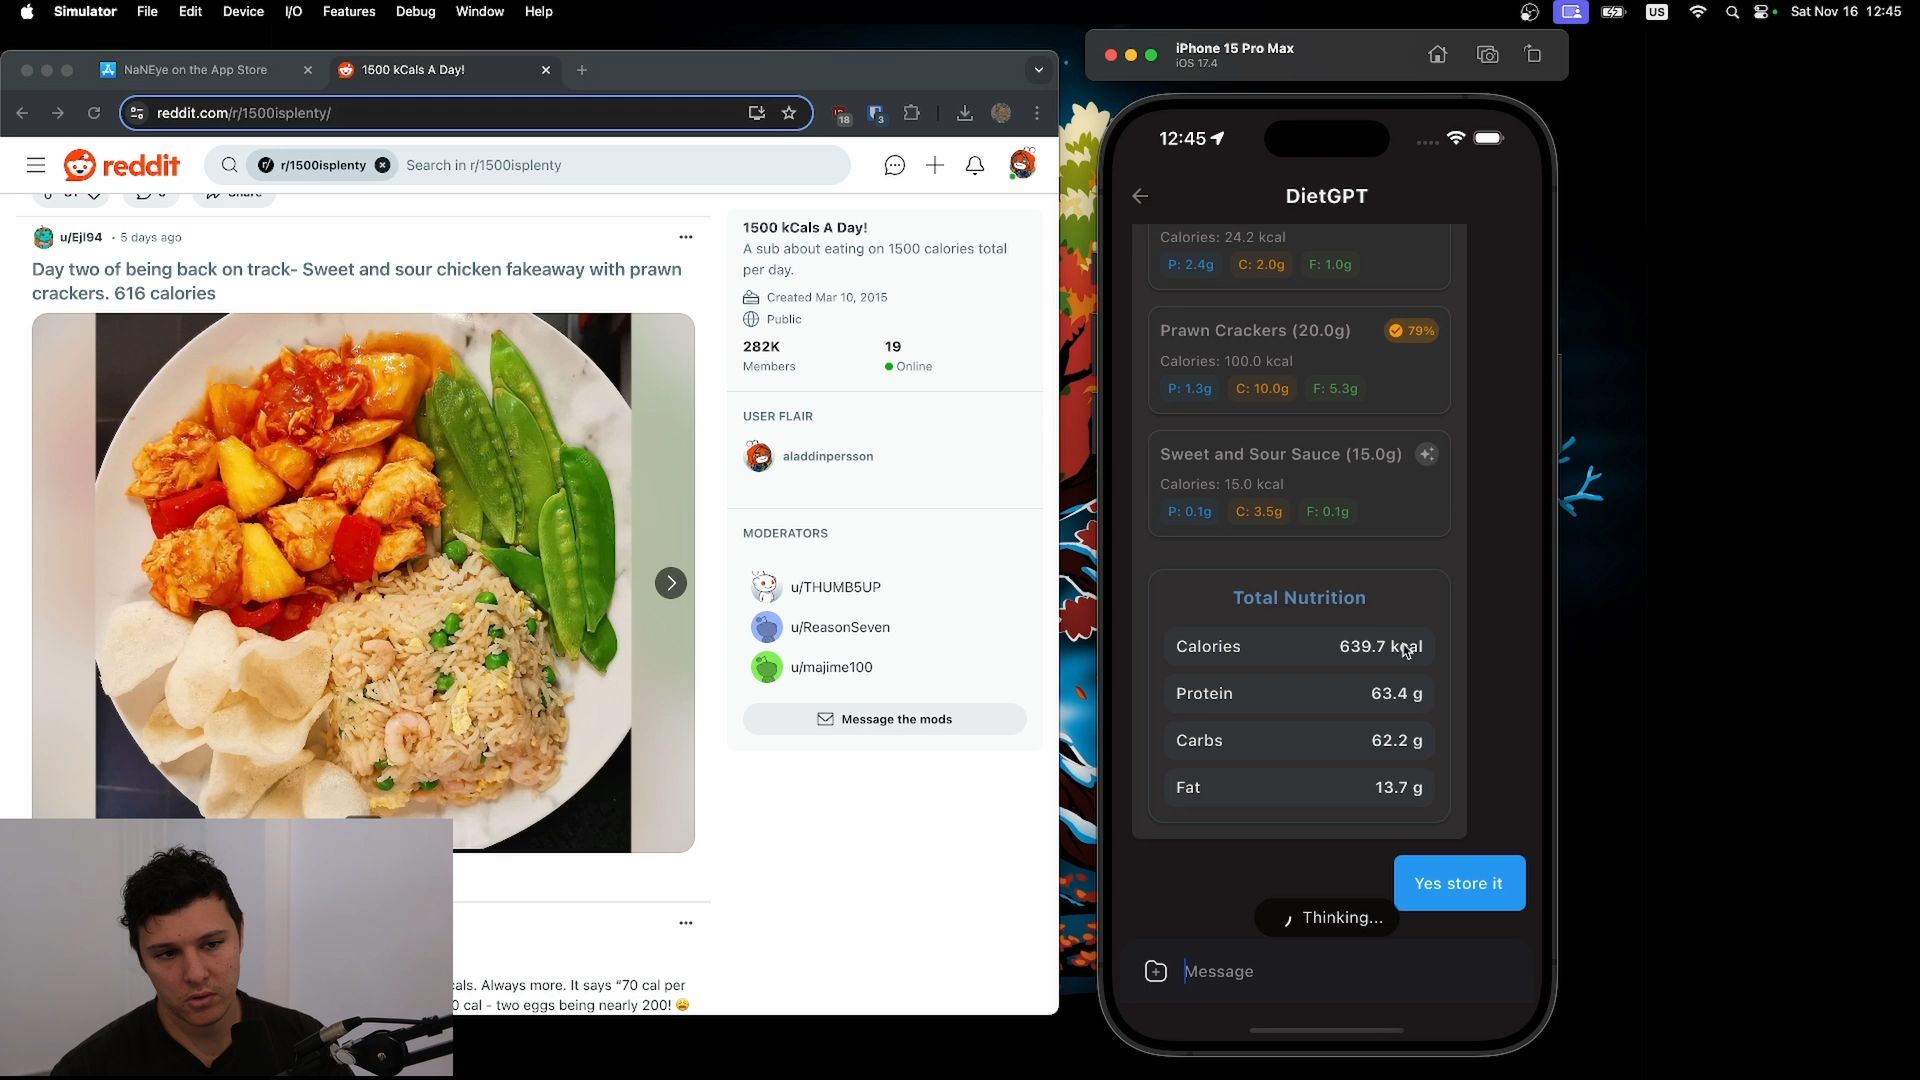 Simulator File Edit Device I/O Features Debug Window Help
US
Sat Nov 16 12:45
NaNEye on the App Store
1500 kCals A Day!
reddit.com/r/1500isplenty/
18
3
reddit
r/1500isplenty
Search in r/1500isplenty
Share
u/Ejl94 • 5 days ago
Day two of being back on track- Sweet and sour chicken fakeaway with prawn
crackers. 616 calories
cals. Always more. It says “70 cal per
0 cal - two eggs being nearly 200! 😩
1500 kCals A Day!
A sub about eating on 1500 calories total
per day.
Created Mar 10, 2015
Public
282K 19
Members Online
USER FLAIR
aladdinpersson
MODERATORS
u/THUMB5UP
u/ReasonSeven
u/majime100
Message the mods
iPhone 15 Pro Max
iOS 17.4
12:45
DietGPT
Calories: 24.2 kcal
P: 2.4g C: 2.0g F: 1.0g
Prawn Crackers (20.0g) 79%
Calories: 100.0 kcal
P: 1.3g C: 10.0g F: 5.3g
Sweet and Sour Sauce (15.0g)
Calories: 15.0 kcal
P: 0.1g C: 3.5g F: 0.1g
Total Nutrition
Calories 639.7 kcal
Protein 63.4 g
Carbs 62.2 g
Fat 13.7 g
Yes store it
Thinking...
Message